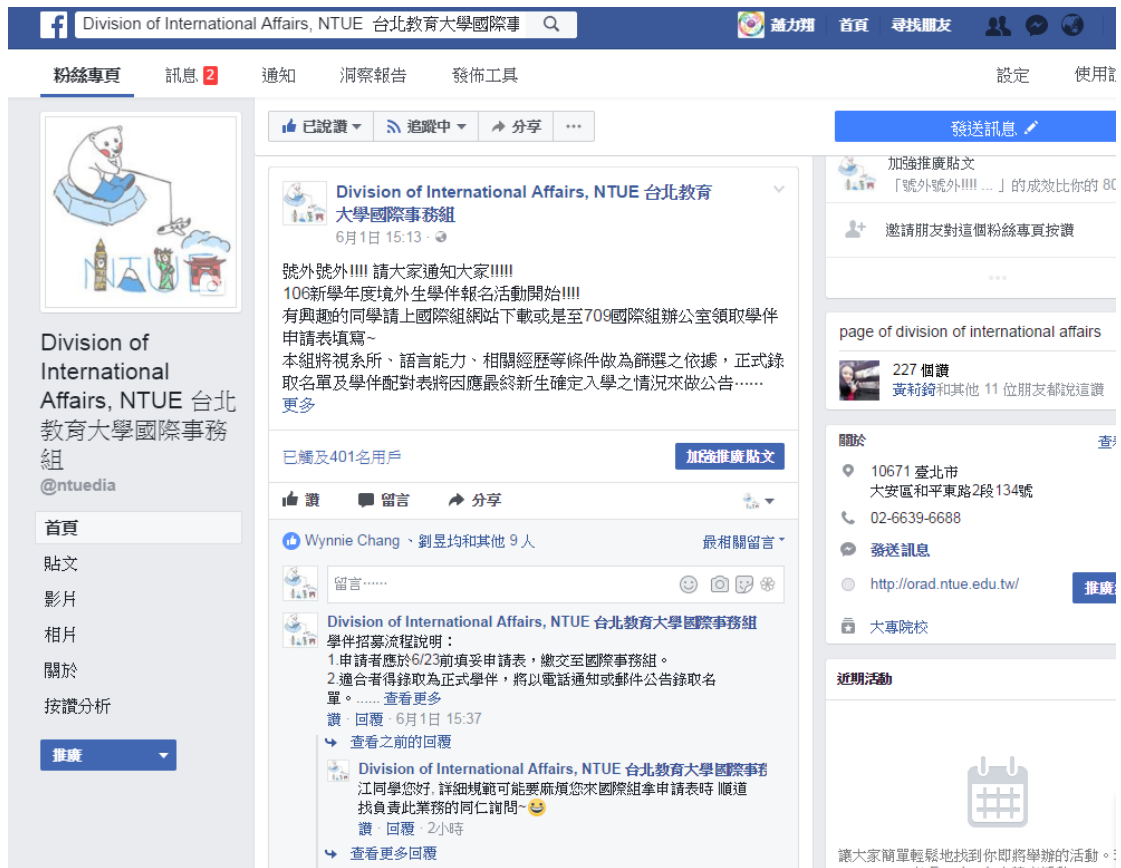 Division of International Affairs, NTUE 台北教育大學國際事
蕭力翔 首頁 尋找朋友
粉絲專頁 訊息 2 通知 洞察報告 發佈工具 設定
已說讚 追蹤中 分享 ...
發送訊息
NTUE
Division of
International
Affairs, NTUE 台北
教育大學國際事務
組
@ntuedia
首頁
貼文
影片
相片
關於
按讚分析
推廣
Division of International Affairs, NTUE 台北教育
大學國際事務組
6月1日 15:13 ·
號外號外!!!! 請大家通知大家!!!!!
106新學年度境外生學伴報名活動開始!!!!
有興趣的同學請上國際組網站下載或是至709國際組辦公室領取學伴
申請表填寫~
本組將視系所、語言能力、相關經歷等條件做為篩選之依據，正式錄
取名單及學伴配對表將因應最終新生確定入學之情況來做公告⋯⋯
更多
已觸及401名用戶
加強推廣貼文
讚 留言 分享
Wynnie Chang、劉昱均和其他 9 人
最相關留言
留言⋯⋯
Division of International Affairs, NTUE 台北教育大學國際事務組
學伴招募流程說明：
1.申請者應於6/23前填妥申請表，繳交至國際事務組。
2.適合者得錄取為正式學伴，將以電話通知或郵件公告錄取名
單。...... 查看更多
讚 · 回覆 · 6月1日 15:37
查看之前的回覆
Division of International Affairs, NTUE 台北教育大學國際事務
江同學您好, 詳細規範可能要麻煩您來國際組拿申請表時 順道
找負責此業務的同仁詢問~
讚 · 回覆 · 2小時
查看更多回覆
加強推廣貼文
「號外號外!!!! ... 」的成效比你的 80
邀請朋友對這個粉絲專頁按讚
page of division of international affairs
227 個讚
黃莉錡和其他 11 位朋友都說這讚
關於
10671 臺北市
大安區和平東路2段134號
02-6639-6688
發送訊息
http://orad.ntue.edu.tw/
大專院校
近期活動
讓大家簡單輕鬆地找到你即將舉辦的活動。